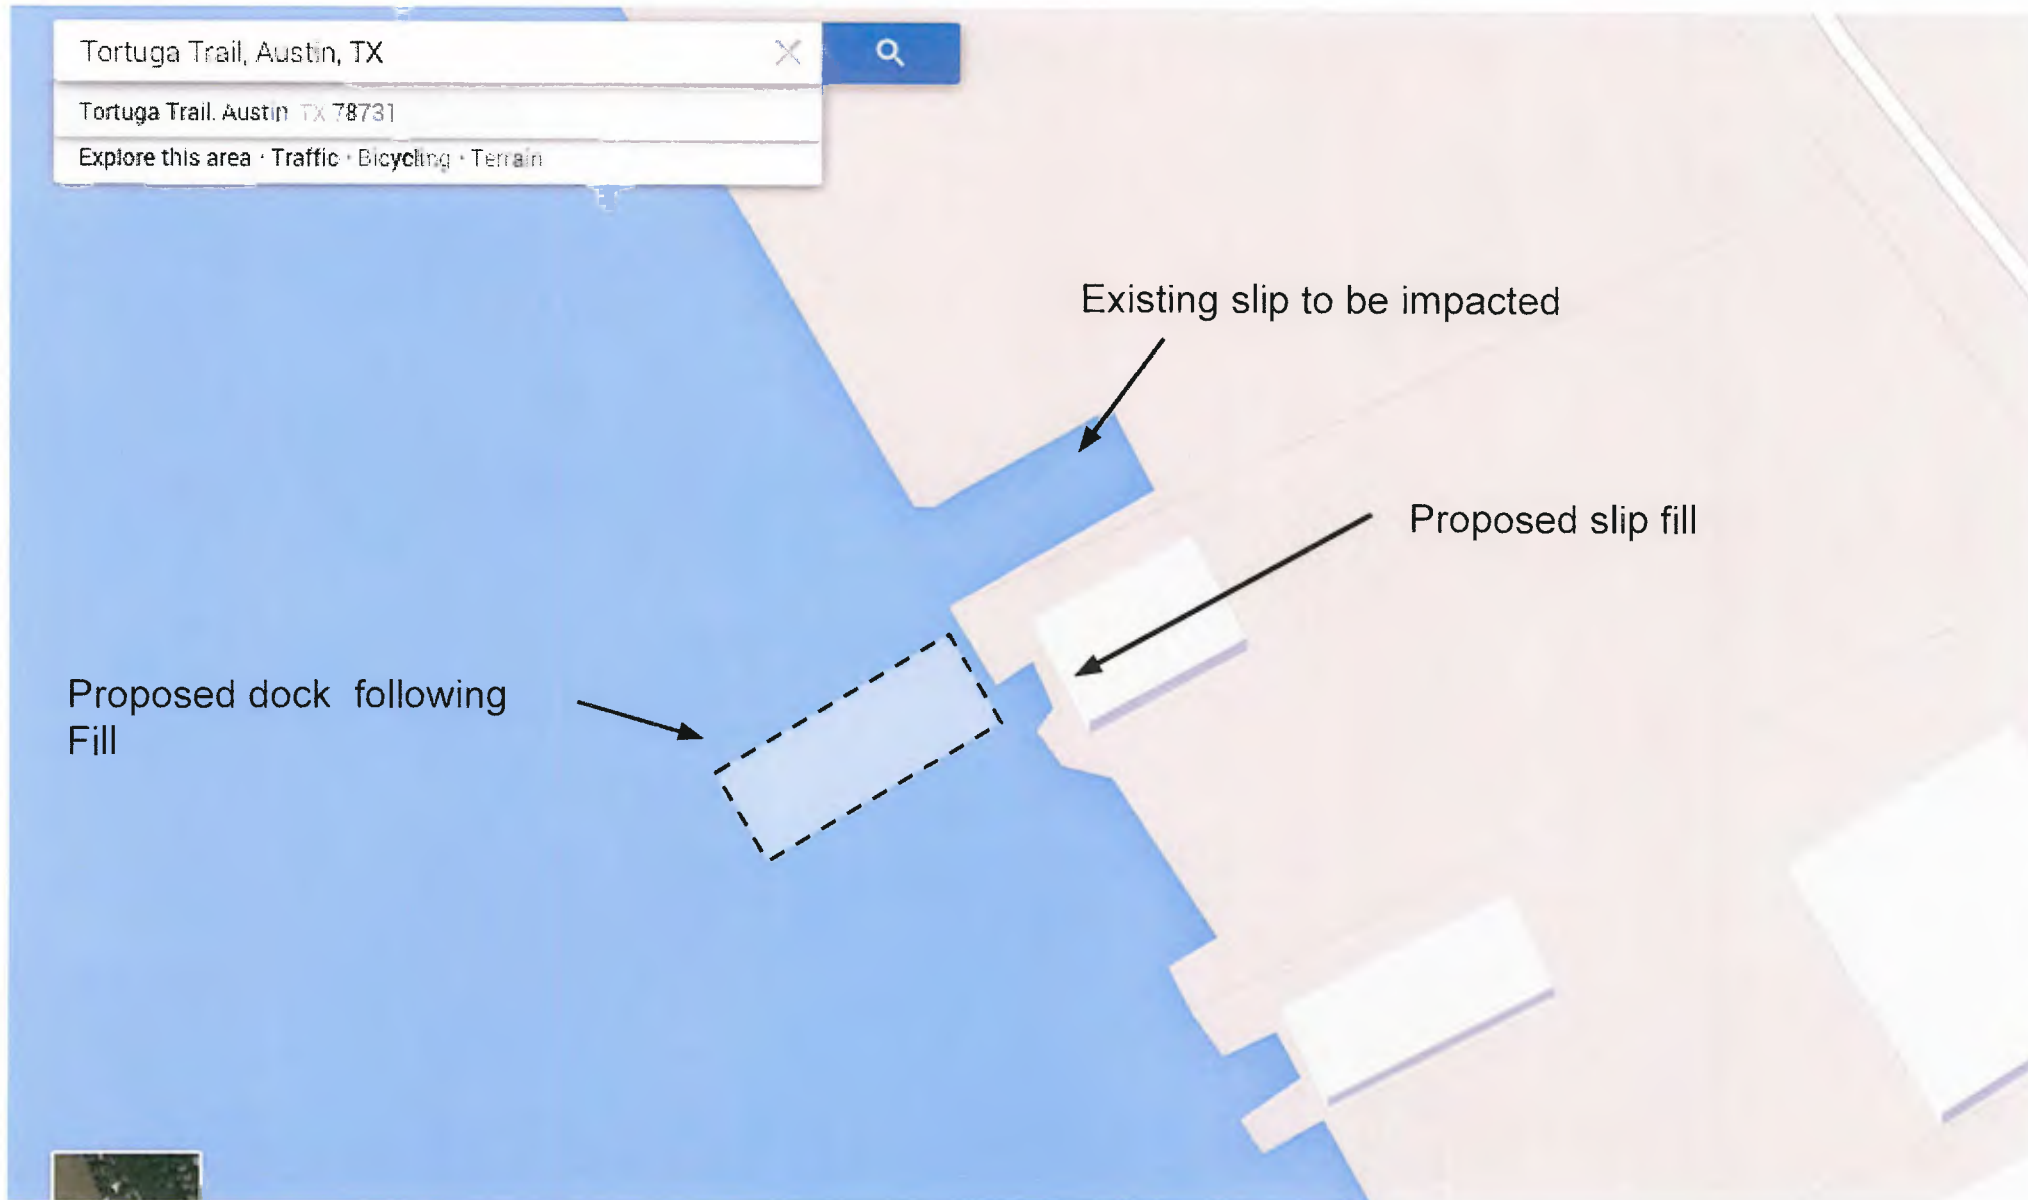 Tortuga Trail, Austin, TX
Tortuga Trail. Austin TX 78731
Explore this area · Traffic · Bicycling · Terrain
Existing slip to be impacted
Proposed slip fill
Proposed dock following
Fill